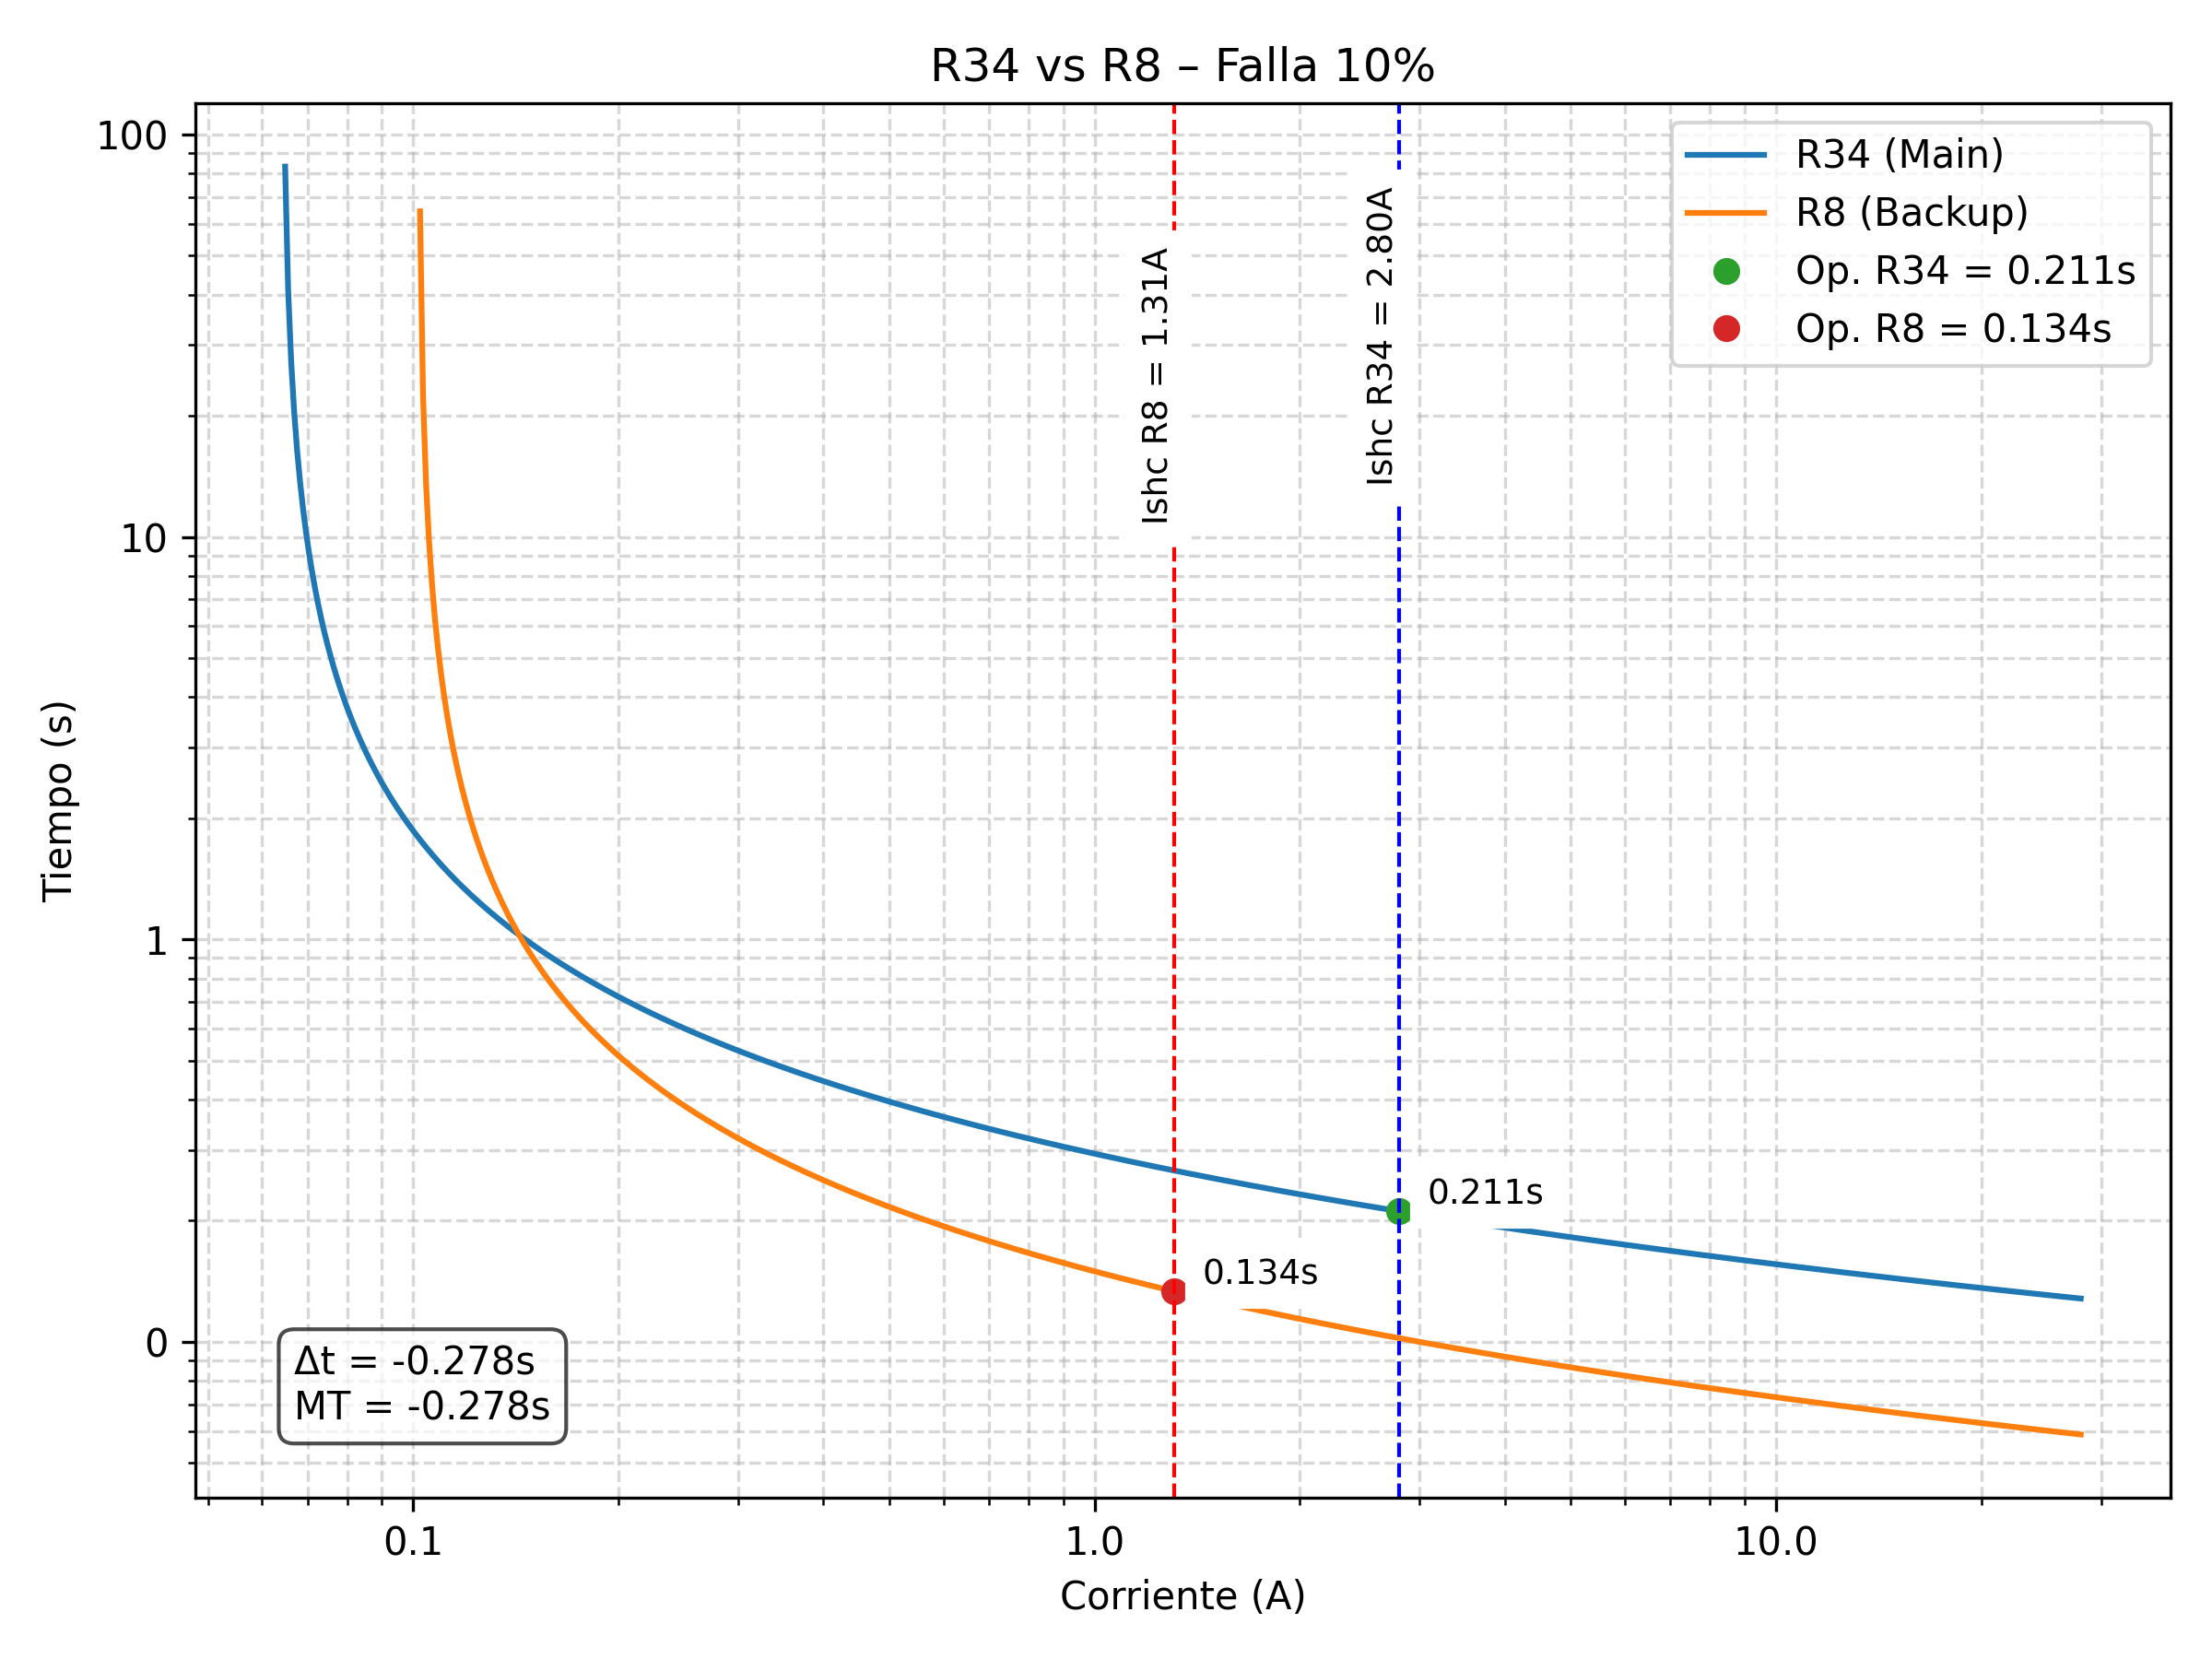 R34 vs R8 – Falla 10%
R34 (Main)
R8 (Backup)
Op. R34 = 0.211s
Op. R8 = 0.134s
Ishc R8 = 1.31A
Ishc R34 = 2.80A
100
10
1
0
Tiempo (s)
0.211s
0.134s
Δt = -0.278s
MT = -0.278s
0.1
1.0
10.0
Corriente (A)